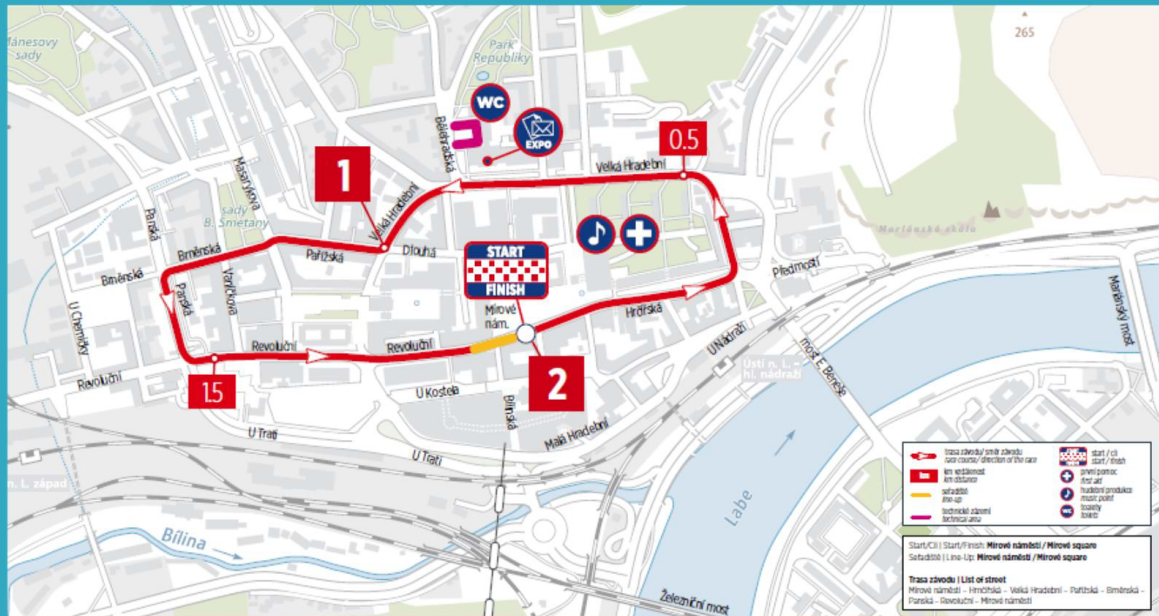 Mánesovy
sady
Park
Republiky
265
WC
EXPO
Bělehradská
0.5
Velká Hradební
1
Masarykova
sady
B. Smetany
Panská
Velká Hradební
Mariánská skála
Brněnská
Pařížská
Dlouhá
START
FINISH
Předmostí
Brněnská
Vaníčkova
Panská
Mírové
nám.
Hrnčířská
Mariánský most
U Chemičky
Revoluční
Revoluční
U Nádraží
most E. Beneše
Ústí n. L. -
hl. nádraží
Revoluční
1.5
U Kostela
2
Bílinská
U Trati
U Trati
Malá Hradební
n. L. západ
Labe
Bílina
Železniční most
trasa závodu/ směr závodu
race course/ direction of the race
km vzdálenost
km distance
seřadiště
line-up
technické zázemí
technical area
start / cíl
start / finish
první pomoc
first aid
hudební produkce
music point
toalety
toilets
Start/Cíl | Start/Finish: Mírové náměstí / Mírové square
Seřadiště | Line-Up: Mírové náměstí / Mírové square
Trasa závodu | List of street
Mírové náměstí – Hrnčířská – Velká Hradební – Pařížská – Brněnská –
Panská – Revoluční – Mírové náměstí